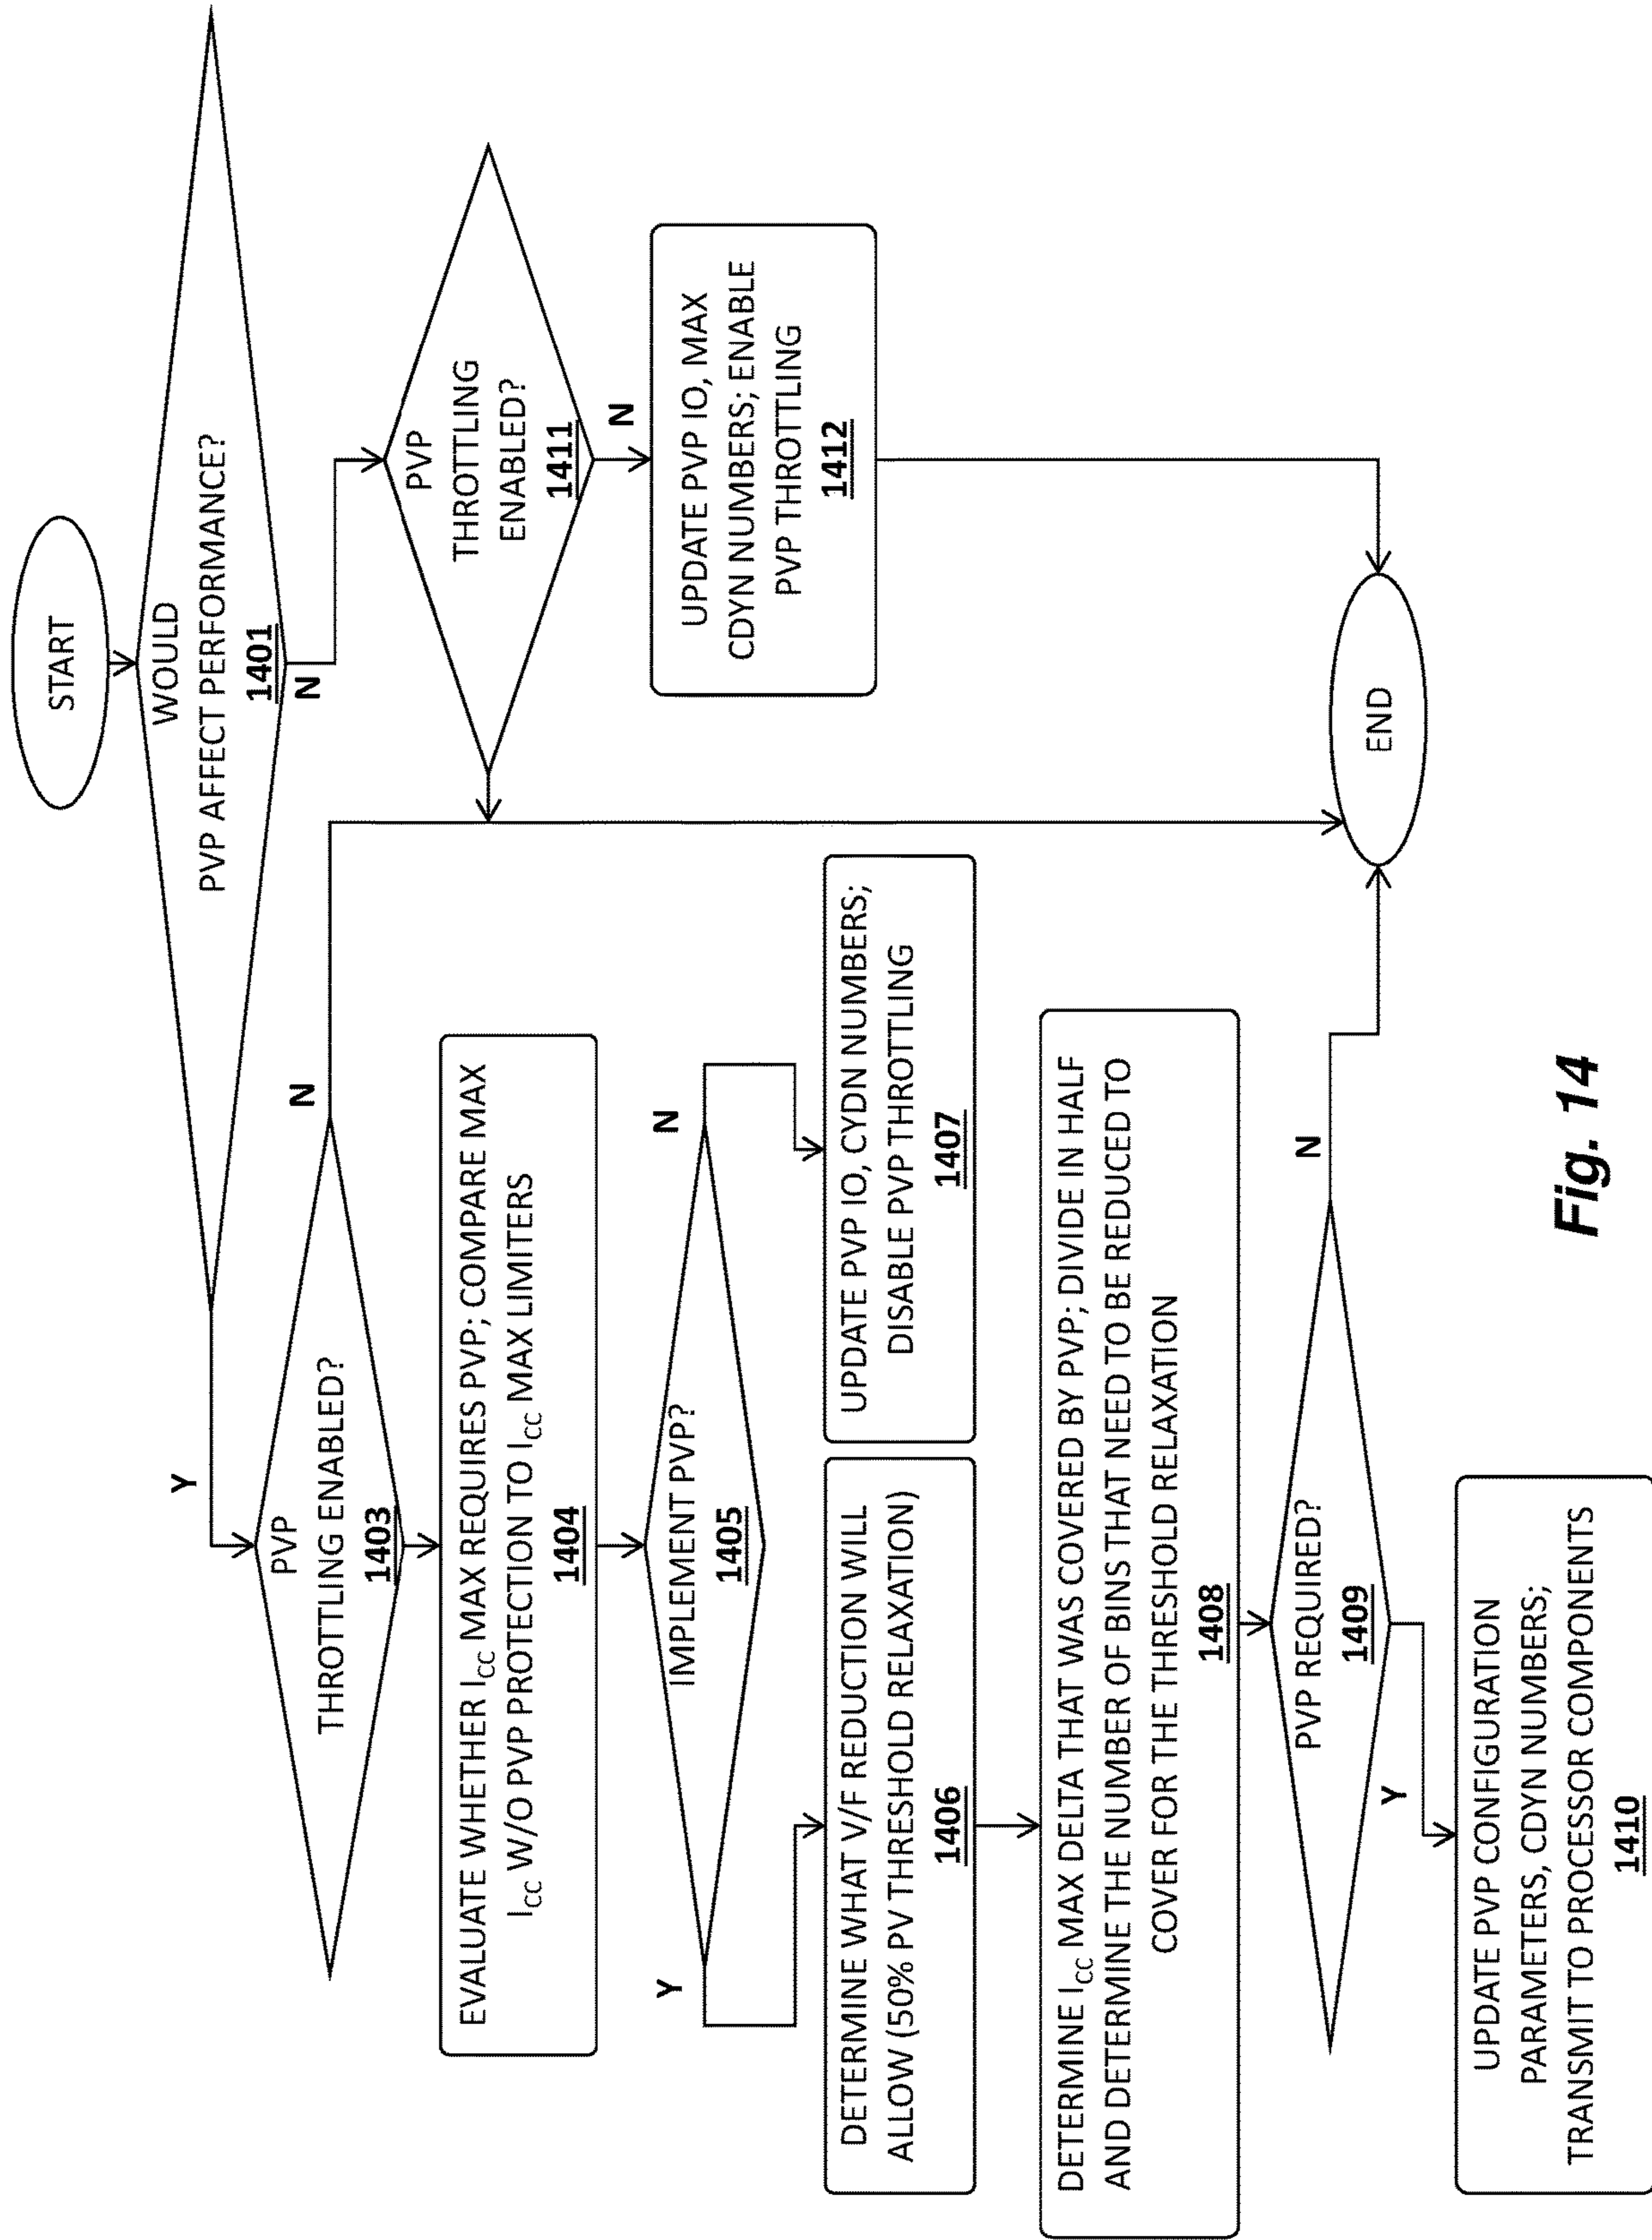 START
WOULD
PVP AFFECT PERFORMANCE?
1401
Y
N
PVP
THROTTLING ENABLED?
1403
N
PVP
THROTTLING
ENABLED?
1411
N
EVALUATE WHETHER I_CC MAX REQUIRES PVP; COMPARE MAX
I_CC W/O PVP PROTECTION TO I_CC MAX LIMITERS
1404
UPDATE PVP IO, MAX
CDYN NUMBERS; ENABLE
PVP THROTTLING
1412
IMPLEMENT PVP?
1405
Y
N
DETERMINE WHAT V/F REDUCTION WILL
ALLOW (50% PV THRESHOLD RELAXATION)
1406
UPDATE PVP IO, CYDN NUMBERS;
DISABLE PVP THROTTLING
1407
DETERMINE I_CC MAX DELTA THAT WAS COVERED BY PVP; DIVIDE IN HALF
AND DETERMINE THE NUMBER OF BINS THAT NEED TO BE REDUCED TO
COVER FOR THE THRESHOLD RELAXATION
1408
PVP REQUIRED?
1409
Y
N
END
UPDATE PVP CONFIGURATION
PARAMETERS, CDYN NUMBERS;
TRANSMIT TO PROCESSOR COMPONENTS
1410
Fig. 14